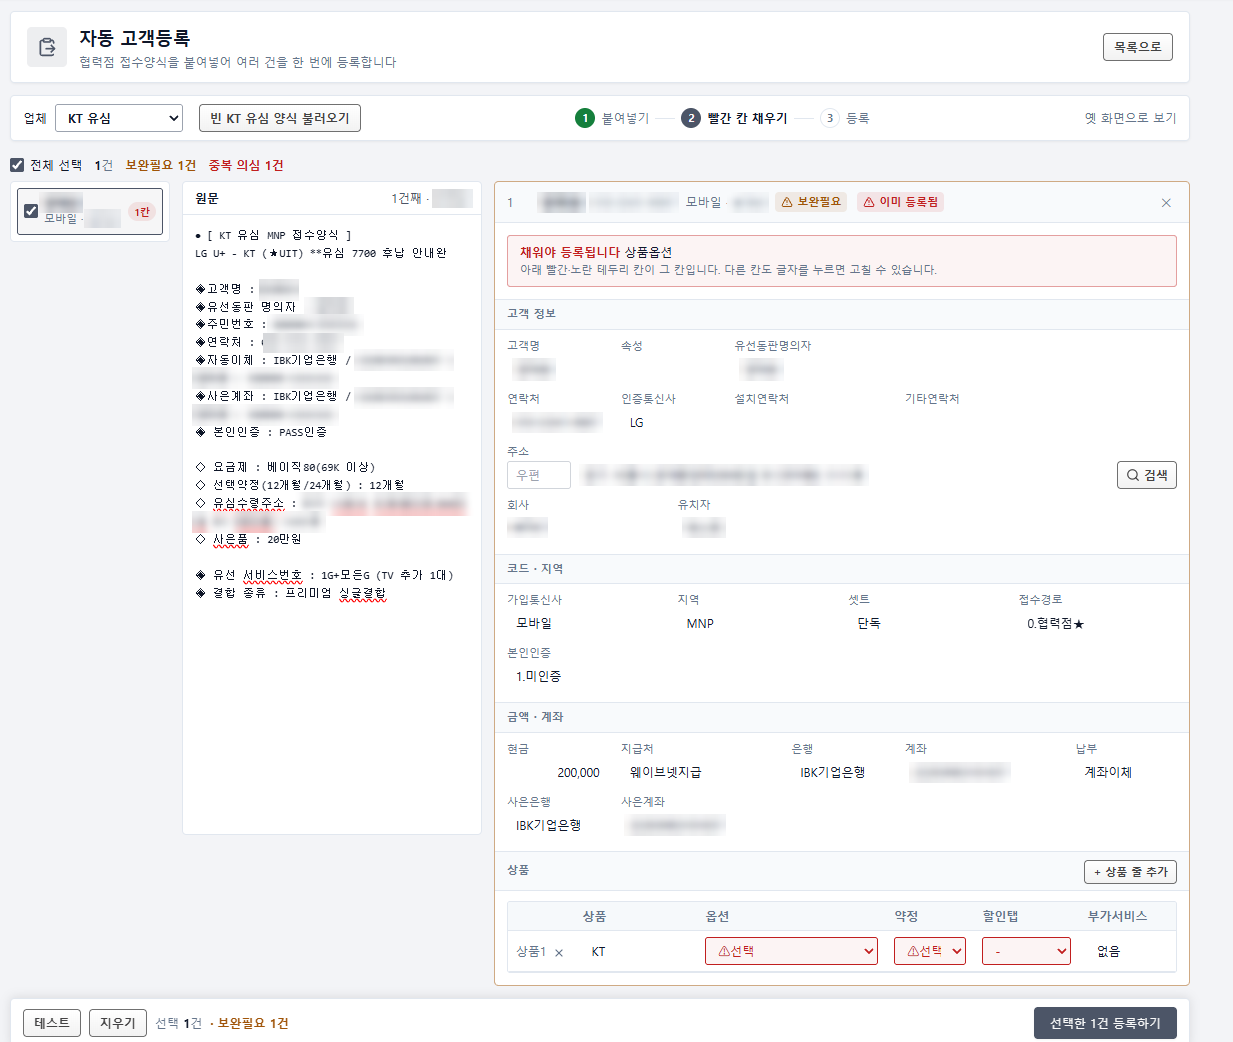 자동 고객등록
협력점 접수양식을 붙여넣어 여러 건을 한 번에 등록합니다
목록으로
업체
KT 유심
빈 KT 유심 양식 불러오기
1 붙여넣기
2 빨간 칸 채우기
3 등록
옛 화면으로 보기
전체 선택 1건 보완필요 1건 중복 의심 1건
모바일 ·
1칸
원문
1건째 ·
● [ KT 유심 MNP 접수양식 ]
LG U+ - KT (★UIT) **유심 7700 후납 안내완
◈고객명 :
◈유선동판 명의자
◈주민번호 :
◈연락처 :
◈자동이체 : IBK기업은행 /
◈사은계좌 : IBK기업은행 /
◈ 본인인증 : PASS인증
◇ 요금제 : 베이직80(69K 이상)
◇ 선택약정(12개월/24개월) : 12개월
◇ 유심수령주소 :
◇ 사은품 : 20만원
◈ 유선 서비스번호 : 1G+모든G (TV 추가 1대)
◈ 결합 종류 : 프리미엄 싱글결합
1
모바일 ·
보완필요
이미 등록됨
채워야 등록됩니다 상품옵션
아래 빨간·노란 테두리 칸이 그 칸입니다. 다른 칸도 글자를 누르면 고칠 수 있습니다.
고객 정보
고객명 속성 유선동판명의자
연락처 인증통신사 설치연락처 기타연락처
LG
주소
우편
검색
회사 유치자
코드 · 지역
가입통신사 지역 셋트 접수경로
모바일 MNP 단독 0.협력점★
본인인증
1.미인증
금액 · 계좌
현금 지급처 은행 계좌 납부
200,000 웨이브넷지급 IBK기업은행 계좌이체
사은은행 사은계좌
IBK기업은행
상품
+ 상품 줄 추가
상품 옵션 약정 할인탭 부가서비스
상품1 × KT ⚠선택 ⚠선택 - 없음
테스트
지우기
선택 1건 · 보완필요 1건
선택한 1건 등록하기